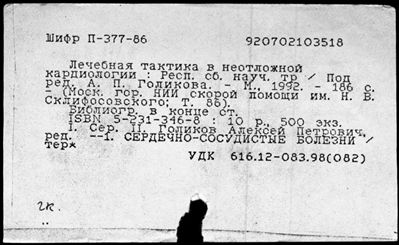 Шифр П-377-86 920702103518
Лечебная тактика в неотложной
кардиологии : Респ. сб. науч. тр / Под
ред. А. П. Голикова. - М., 1992. - 186 с.
- (Моск. гор. НИИ скорой помощи им. Н. В.
Склифосовского; Т. 86).
Библиогр. в конце ст.
ISBN 5-231-346-8 : 10 р., 500 экз.
I. Сер. II. Голиков Алексей Петрович,
ред. --1. СЕРДЕЧНО-СОСУДИСТЫЕ БОЛЕЗНИ /
тер*
УДК 616.12-083.98(082)
гк.